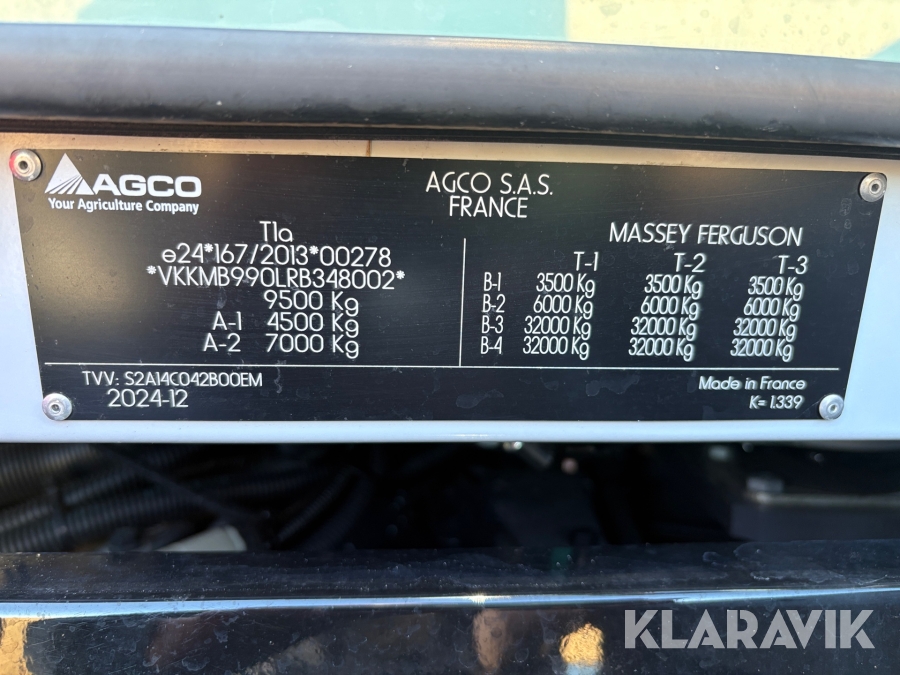 AGCO
Your Agriculture Company
AGCO S.A.S.
FRANCE
T1a
e24*167/2013*00278
*VKKMB990LRB348002*
9500 Kg
A-1 4500 Kg
A-2 7000 Kg
MASSEY FERGUSON
T-1 T-2 T-3
B-1 3500 Kg 3500 Kg 3500 Kg
B-2 6000 Kg 6000 Kg 6000 Kg
B-3 32000 Kg 32000 Kg 32000 Kg
B-4 32000 Kg 32000 Kg 32000 Kg
TVV: S2A14C042B00EM
2024-12
Made in France
K= 1.339
KLARAVIK